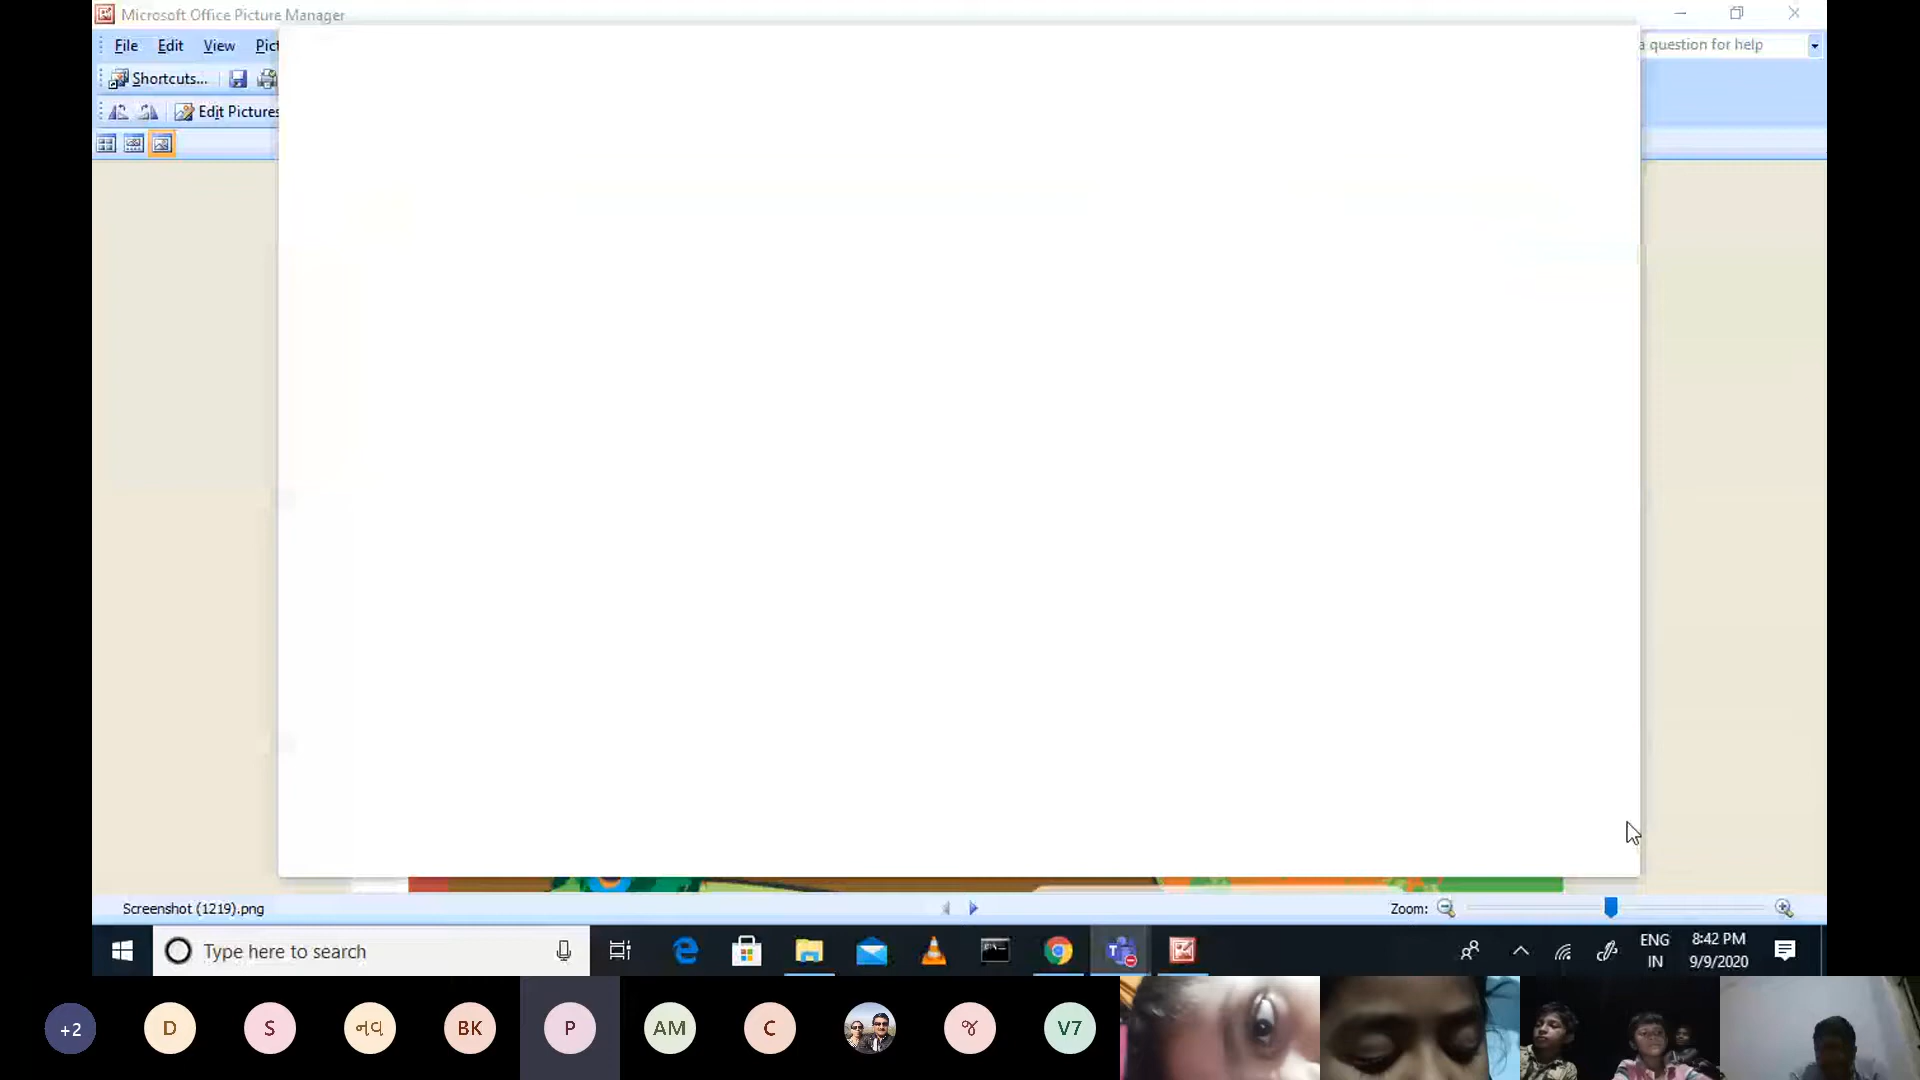 Microsoft Office Picture Manager
File Edit View
a question for help
Shortcuts...
Edit Pictures
Screenshot (1219).png
Zoom:
Type here to search
ENG
IN
8:42 PM
9/9/2020
+2
D
S
નવ
BK
P
AM
C
જ
V7